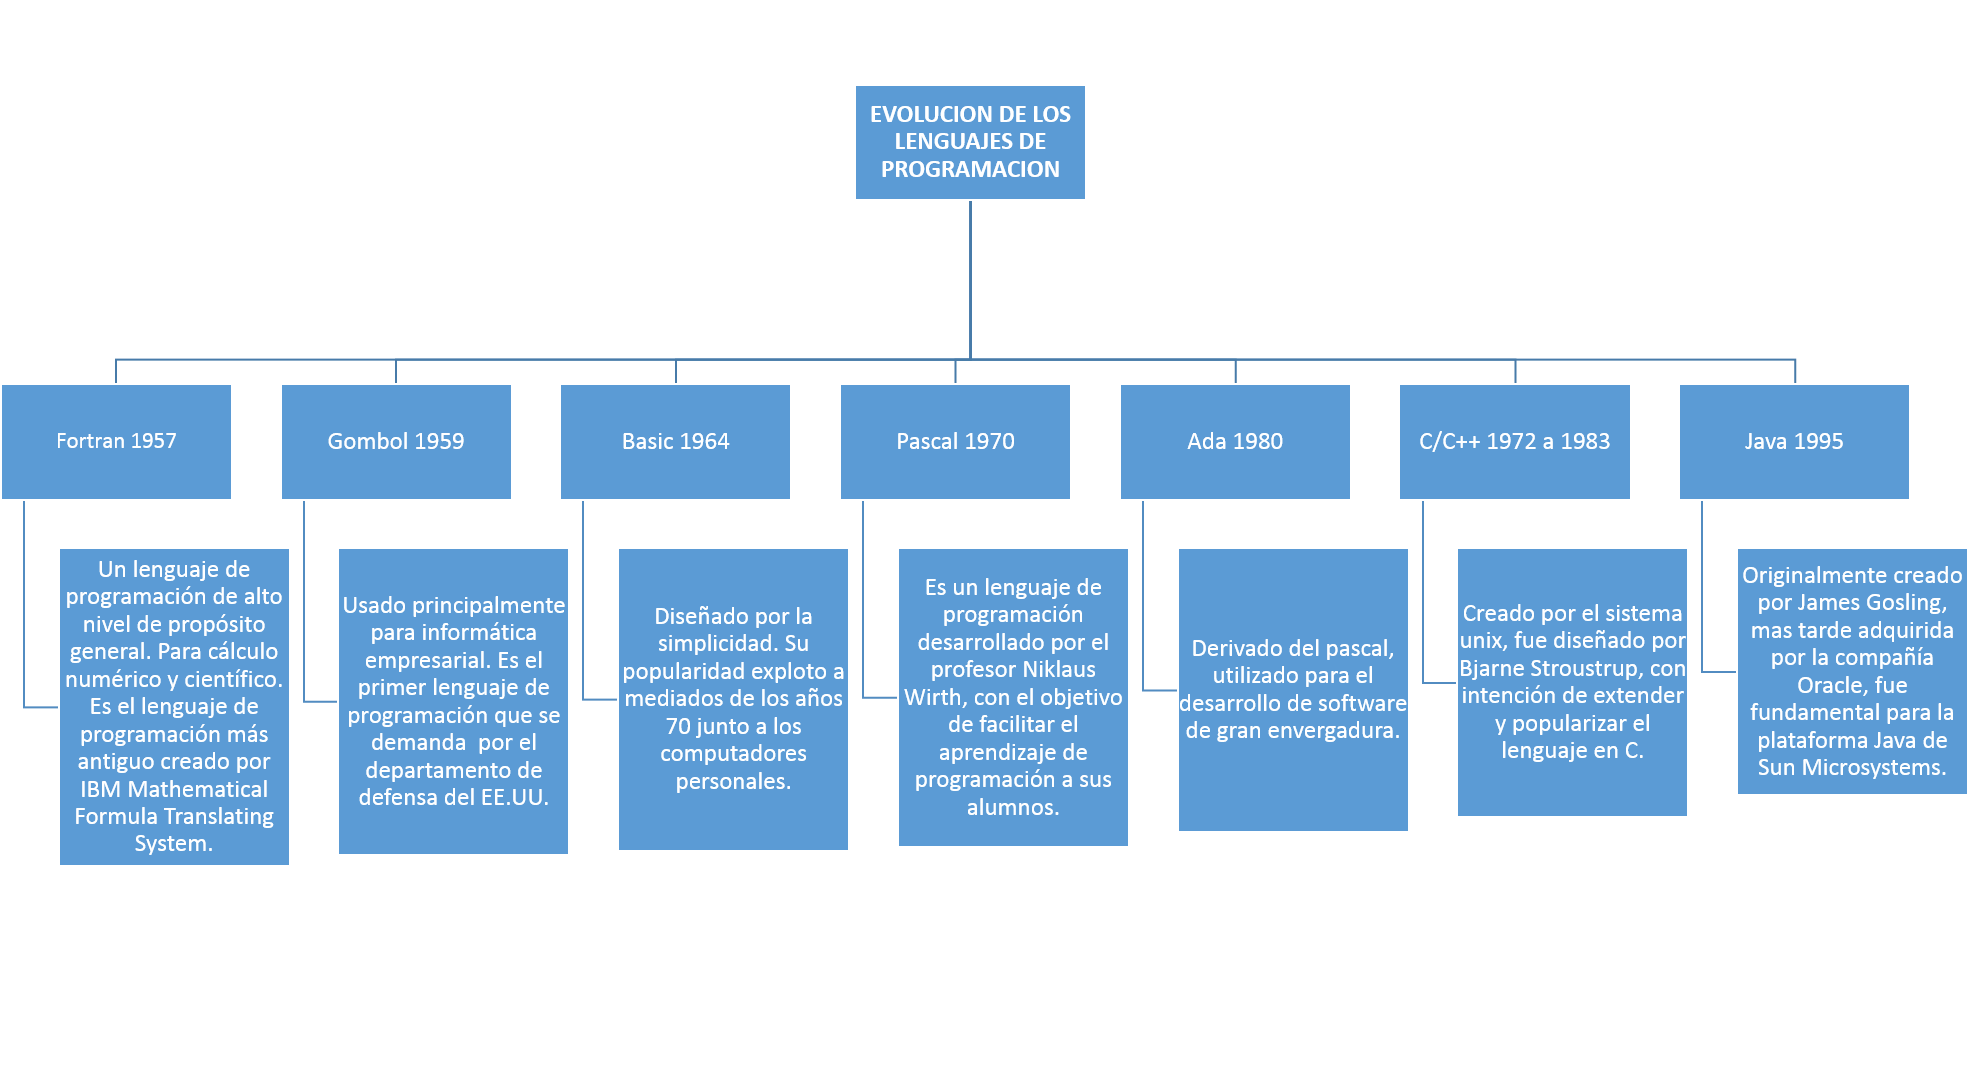 EVOLUCION DE LOS
LENGUAJES DE
PROGRAMACION
Fortran 1957
Gombol 1959
Basic 1964
Pascal 1970
Ada 1980
C/C++ 1972 a 1983
Java 1995
Un lenguaje de
programación de alto
nivel de propósito
general. Para cálculo
numérico y científico.
Es el lenguaje de
programación más
antiguo creado por
IBM Mathematical
Formula Translating
System.
Usado principalmente
para informática
empresarial. Es el
primer lenguaje de
programación que se
demanda  por el
departamento de
defensa del EE.UU.
Diseñado por la
simplicidad. Su
popularidad exploto a
mediados de los años
70 junto a los
computadores
personales.
Es un lenguaje de
programación
desarrollado por el
profesor Niklaus
Wirth, con el objetivo
de facilitar el
aprendizaje de
programación a sus
alumnos.
Derivado del pascal,
utilizado para el
desarrollo de software
de gran envergadura.
Creado por el sistema
unix, fue diseñado por
Bjarne Stroustrup, con
intención de extender
y popularizar el
lenguaje en C.
Originalmente creado
por James Gosling,
mas tarde adquirida
por la compañía
Oracle, fue
fundamental para la
plataforma Java de
Sun Microsystems.